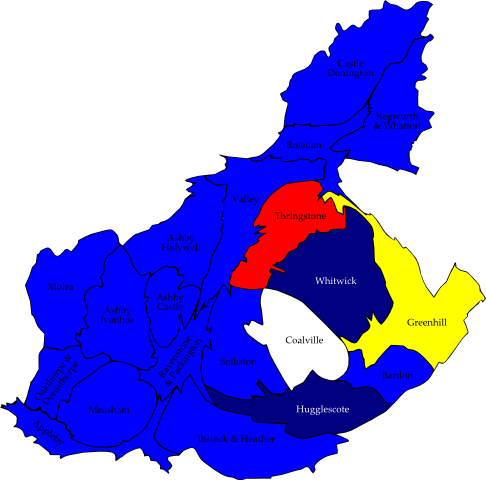 Castle
Donington
Kegworth
& Whatton
Breedon
Valley
Thringstone
Ashby
Holywell
Whitwick
Moira
Ashby
Castle
Ashby
Ivanhoe
Greenhill
Coalville
Ravenstone
& Packington
Snibston
Bardon
Oakthorpe &
Donisthorpe
Measham
Hugglescote
Appleby
Ibstock & Heather